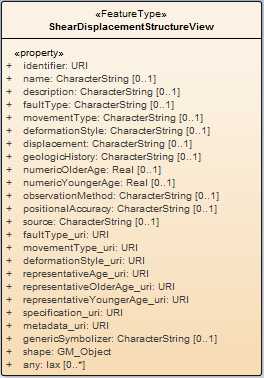 «FeatureType»
ShearDisplacementStructureView
«property»
+ identifier: URI
+ name: CharacterString [0..1]
+ description: CharacterString [0..1]
+ faultType: CharacterString [0..1]
+ movementType: CharacterString [0..1]
+ deformationStyle: CharacterString [0..1]
+ displacement: CharacterString [0..1]
+ geologicHistory: CharacterString [0..1]
+ numericOlderAge: Real [0..1]
+ numericYoungerAge: Real [0..1]
+ observationMethod: CharacterString [0..1]
+ positionalAccuracy: CharacterString [0..1]
+ source: CharacterString [0..1]
+ faultType_uri: URI
+ movementType_uri: URI
+ deformationStyle_uri: URI
+ representativeAge_uri: URI
+ representativeOlderAge_uri: URI
+ representativeYoungerAge_uri: URI
+ specification_uri: URI
+ metadata_uri: URI
+ genericSymbolizer: CharacterString [0..1]
+ shape: GM_Object
+ any: lax [0..*]